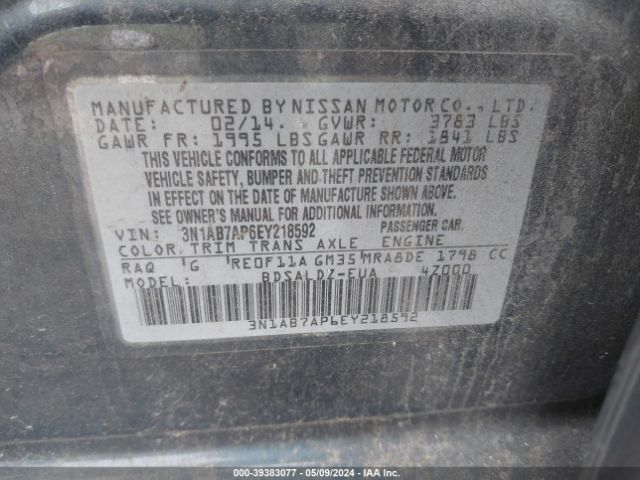 MANUFACTURED BY NISSAN MOTOR CO., LTD.
DATE: 02/14. GVWR: 3783 LBS
GAWR FR: 1995 LBS GAWR RR: 1841 LBS
THIS VEHICLE CONFORMS TO ALL APPLICABLE FEDERAL MOTOR
VEHICLE SAFETY, BUMPER AND THEFT PREVENTION STANDARDS
IN EFFECT ON THE DATE OF MANUFACTURE SHOWN ABOVE.
SEE OWNER'S MANUAL FOR ADDITIONAL INFORMATION.
VIN: 3N1AB7AP6EY218592 PASSENGER CAR.
COLOR TRIM TRANS AXLE ENGINE
RAQ 'G 'RE0F11A GM35 'MRA8DE 1798 CC
MODEL: BDSALDZ-EUA 4Z000
3N1AB7AP6EY218592
000-39383077 - 05/09/2024 - IAA Inc.